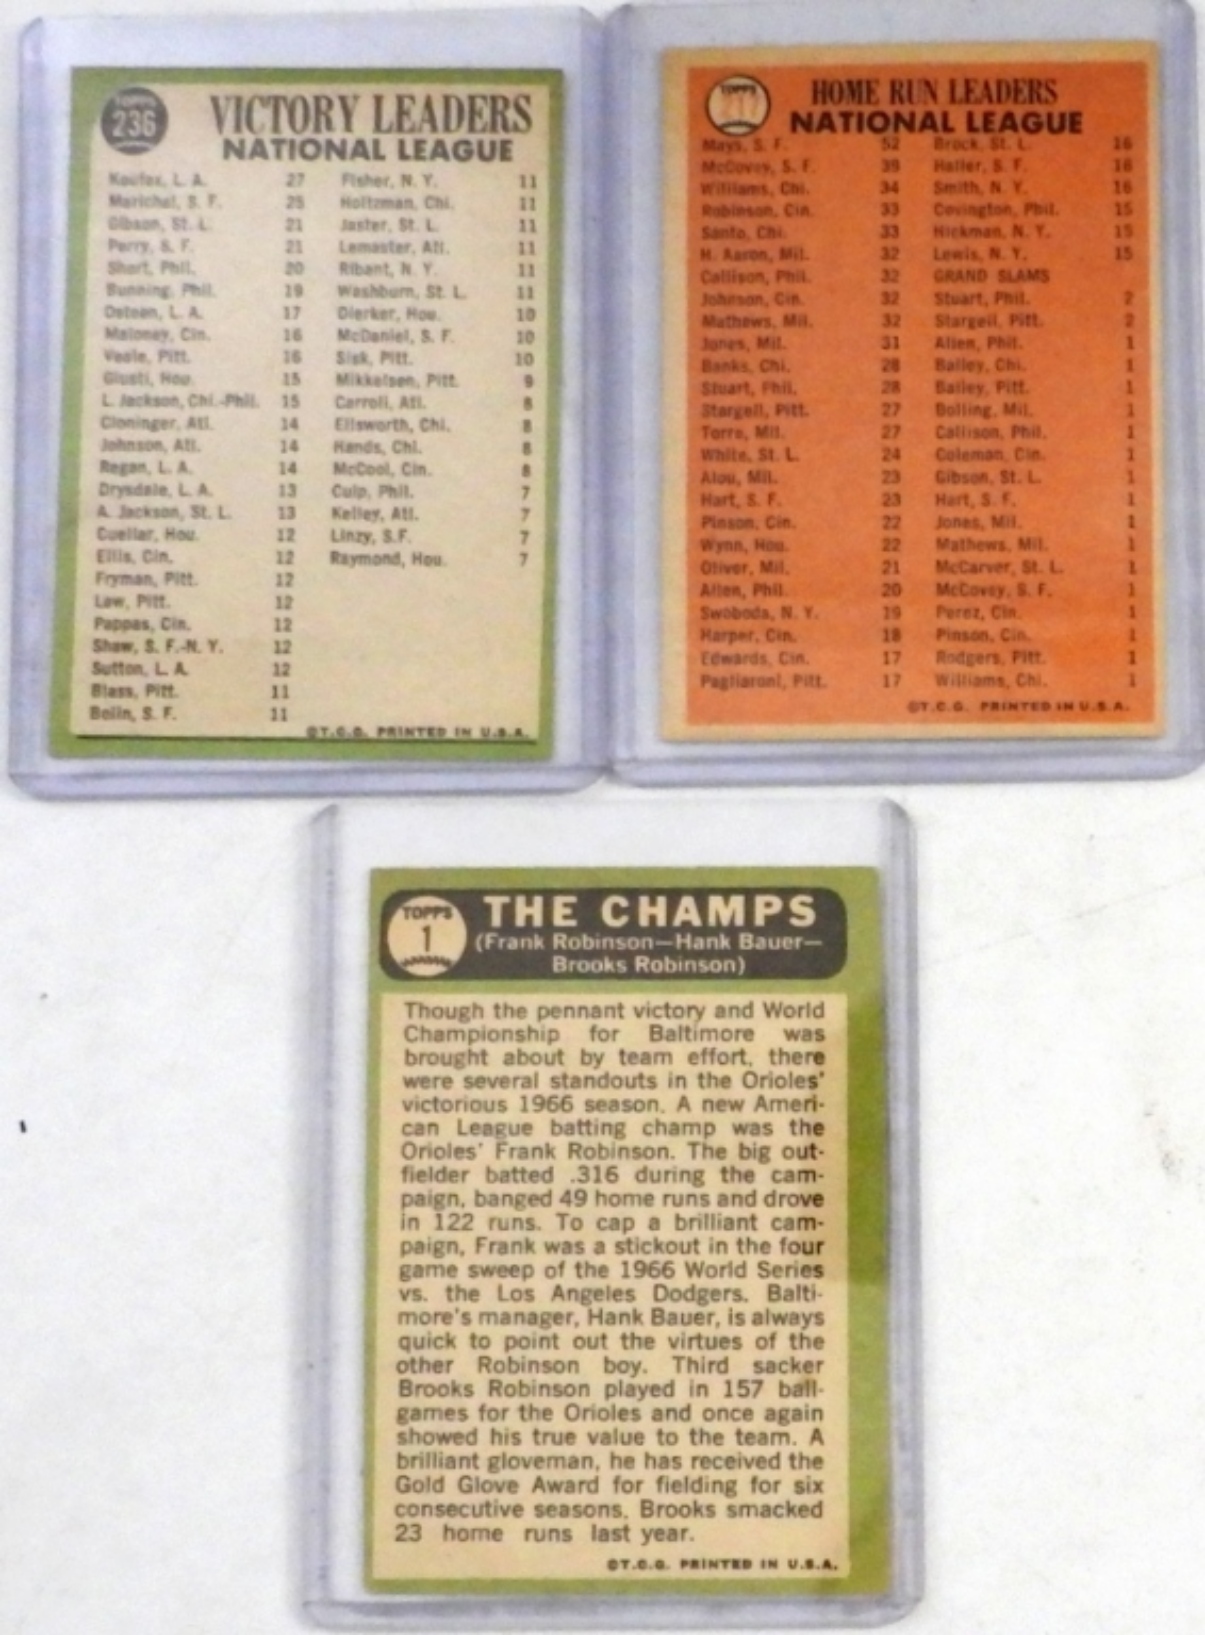 TOPPS
236
VICTORY LEADERS
NATIONAL LEAGUE
Koufax, L. A. 27 Fisher, N. Y. 11
Marichal, S. F. 25 Holtzman, Chi. 11
Gibson, St. L. 21 Jaster, St. L. 11
Perry, S. F. 21 Lemaster, Atl. 11
Short, Phil. 20 Ribant, N. Y. 11
Bunning, Phil. 19 Washburn, St. L. 11
Osteen, L. A. 17 Dierker, Hou. 10
Maloney, Cin. 16 McDaniel, S. F. 10
Veale, Pitt. 16 Sisk, Pitt. 10
Giusti, Hou. 15 Mikkelsen, Pitt. 9
L. Jackson, Chi.-Phil. 15 Carroll, Atl. 8
Cloninger, Atl. 14 Ellsworth, Chi. 8
Johnson, Atl. 14 Hands, Chi. 8
Regan, L. A. 14 McCool, Cin. 8
Drysdale, L. A. 13 Culp, Phil. 7
A. Jackson, St. L. 13 Kelley, Atl. 7
Cuellar, Hou. 12 Linzy, S.F. 7
Ellis, Cin. 12 Raymond, Hou. 7
Fryman, Pitt. 12
Law, Pitt. 12
Pappas, Cin. 12
Shaw, S. F.-N. Y. 12
Sutton, L. A. 12
Blass, Pitt. 11
Bolin, S. F. 11
©T.C.G. PRINTED IN U.S.A.
TOPPS
HOME RUN LEADERS
NATIONAL LEAGUE
Mays, S. F. 52 Brock, St. L. 16
McCovey, S. F. 39 Haller, S. F. 16
Williams, Chi. 34 Smith, N. Y. 16
Robinson, Cin. 33 Covington, Phil. 15
Santo, Chi. 33 Hickman, N. Y. 15
H. Aaron, Mil. 32 Lewis, N. Y. 15
Callison, Phil. 32 GRAND SLAMS
Johnson, Cin. 32 Stuart, Phil. 2
Mathews, Mil. 32 Stargell, Pitt. 2
Jones, Mil. 31 Allen, Phil. 1
Banks, Chi. 28 Bailey, Chi. 1
Stuart, Phil. 28 Bailey, Pitt. 1
Stargell, Pitt. 27 Bolling, Mil. 1
Torre, Mil. 27 Callison, Phil. 1
White, St. L. 24 Coleman, Cin. 1
Alou, Mil. 23 Gibson, St. L. 1
Hart, S. F. 23 Hart, S. F. 1
Pinson, Cin. 22 Jones, Mil. 1
Wynn, Hou. 22 Mathews, Mil. 1
Oliver, Mil. 21 McCarver, St. L. 1
Allen, Phil. 20 McCovey, S. F. 1
Swoboda, N. Y. 19 Perez, Cin. 1
Harper, Cin. 18 Pinson, Cin. 1
Edwards, Cin. 17 Rodgers, Pitt. 1
Pagliaroni, Pitt. 17 Williams, Chi. 1
©T.C.G. PRINTED IN U.S.A.
TOPPS
1
THE CHAMPS
(Frank Robinson—Hank Bauer—
Brooks Robinson)
Though the pennant victory and World
Championship for Baltimore was
brought about by team effort, there
were several standouts in the Orioles'
victorious 1966 season. A new Ameri-
can League batting champ was the
Orioles' Frank Robinson. The big out-
fielder batted .316 during the cam-
paign, banged 49 home runs and drove
in 122 runs. To cap a brilliant cam-
paign, Frank was a stickout in the four
game sweep of the 1966 World Series
vs. the Los Angeles Dodgers. Balti-
more's manager, Hank Bauer, is always
quick to point out the virtues of the
other Robinson boy. Third sacker
Brooks Robinson played in 157 ball-
games for the Orioles and once again
showed his true value to the team. A
brilliant gloveman, he has received the
Gold Glove Award for fielding for six
consecutive seasons. Brooks smacked
23 home runs last year.
©T.C.G. PRINTED IN U.S.A.